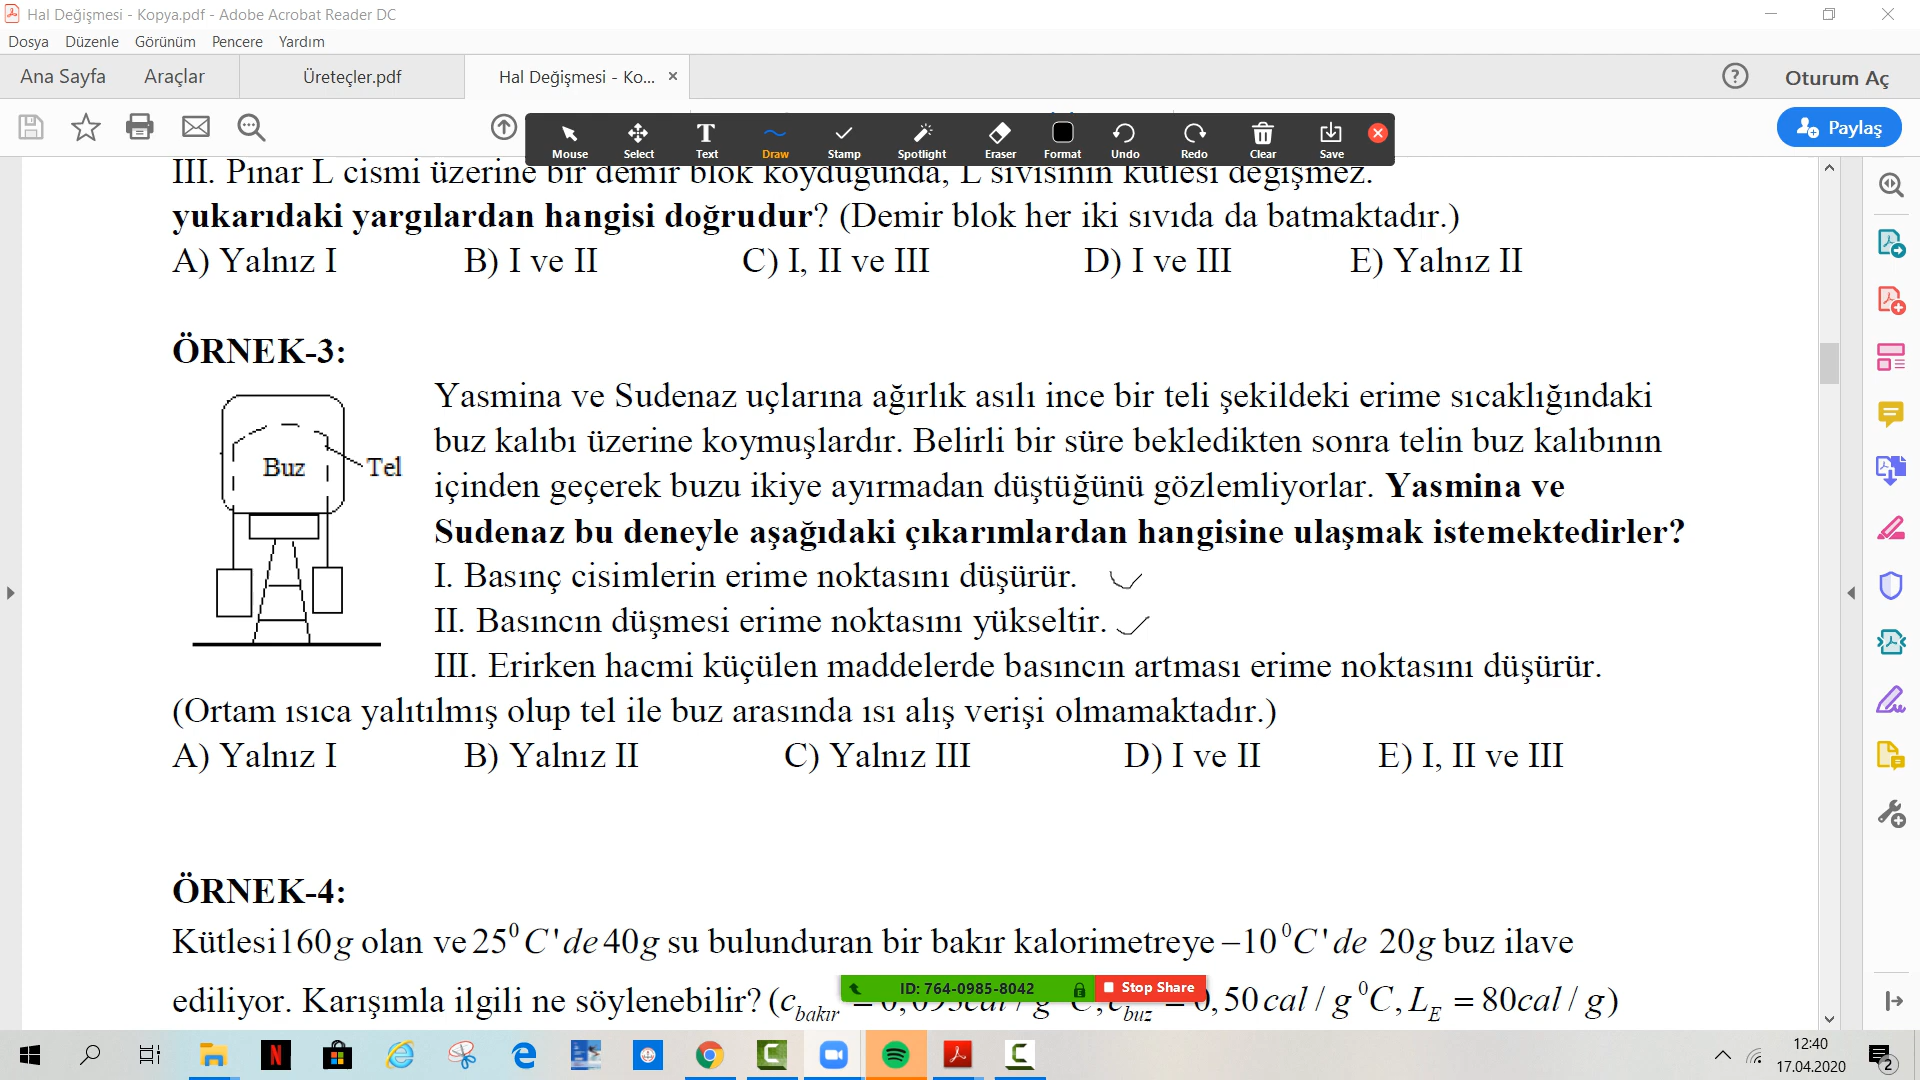 Hal Değişmesi - Kopya.pdf - Adobe Acrobat Reader DC
Dosya Düzenle Görünüm Pencere Yardım
Ana Sayfa Araçlar Üreteçler.pdf Hal Değişmesi - Ko... × Oturum Aç
Mouse Select Text Draw Stamp Spotlight Eraser Format Undo Redo Clear Save
Paylaş
III. Pınar L cismi üzerine bir demir blok koyduğunda, L sıvısının kütlesi değişmez.
yukarıdaki yargılardan hangisi doğrudur? (Demir blok her iki sıvıda da batmaktadır.)
A) Yalnız I B) I ve II C) I, II ve III D) I ve III E) Yalnız II
ÖRNEK-3:
Buz
Tel
Yasmina ve Sudenaz uçlarına ağırlık asılı ince bir teli şekildeki erime sıcaklığındaki
buz kalıbı üzerine koymuşlardır. Belirli bir süre bekledikten sonra telin buz kalıbının
içinden geçerek buzu ikiye ayırmadan düştüğünü gözlemliyorlar. Yasmina ve
Sudenaz bu deneyle aşağıdaki çıkarımlardan hangisine ulaşmak istemektedirler?
I. Basınç cisimlerin erime noktasını düşürür.
II. Basıncın düşmesi erime noktasını yükseltir.
III. Erirken hacmi küçülen maddelerde basıncın artması erime noktasını düşürür.
(Ortam ısıca yalıtılmış olup tel ile buz arasında ısı alış verişi olmamaktadır.)
A) Yalnız I B) Yalnız II C) Yalnız III D) I ve II E) I, II ve III
ÖRNEK-4:
Kütlesi160g olan ve 25⁰C'de 40g su bulunduran bir bakır kalorimetreye –10⁰C'de 20g buz ilave
ID: 764-0985-8042 Stop Share
ediliyor. Karışımla ilgili ne söylenebilir? (c bakır = 0,093cal / g ⁰C, c buz = 0,50cal / g ⁰C, L E = 80cal / g)
12:40
17.04.2020
2